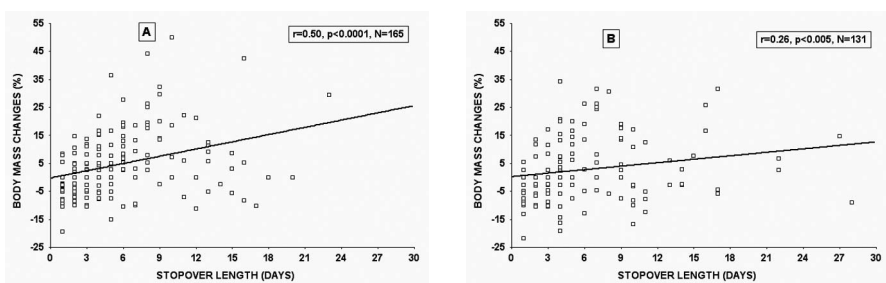 A
r=0.50, p<0.0001, N=165
BODY MASS CHANGES (%)
55
45
35
25
15
5
-5
-15
-25
0 3 6 9 12 15 18 21 24 27 30
STOPOVER LENGTH (DAYS)
B
r=0.26, p<0.005, N=131
BODY MASS CHANGES (%)
55
45
35
25
15
5
-5
-15
-25
0 3 6 9 12 15 18 21 24 27 30
STOPOVER LENGTH (DAYS)